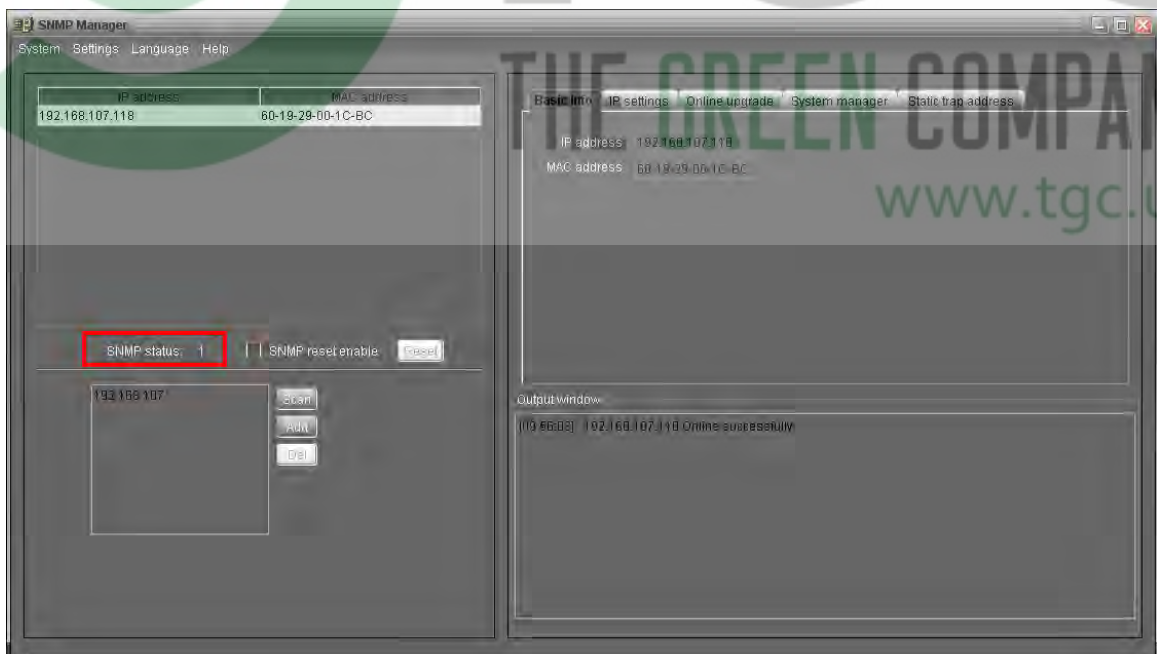 SNMP Manager
System Settings Language Help
THE GREEN COMPA
www.tgc.u
IP address MAC address
192.168.107.118 60-19-29-00-1C-BC
Basic info IP settings Online upgrade System manager Static trap address
IP address 192.168.107.118
MAC address 60-19-29-00-1C-BC
SNMP status: 1 SNMP reset enable Reset
192.168.107
Scan
Add
Del
Output window
192.168.107.118 Online successfully